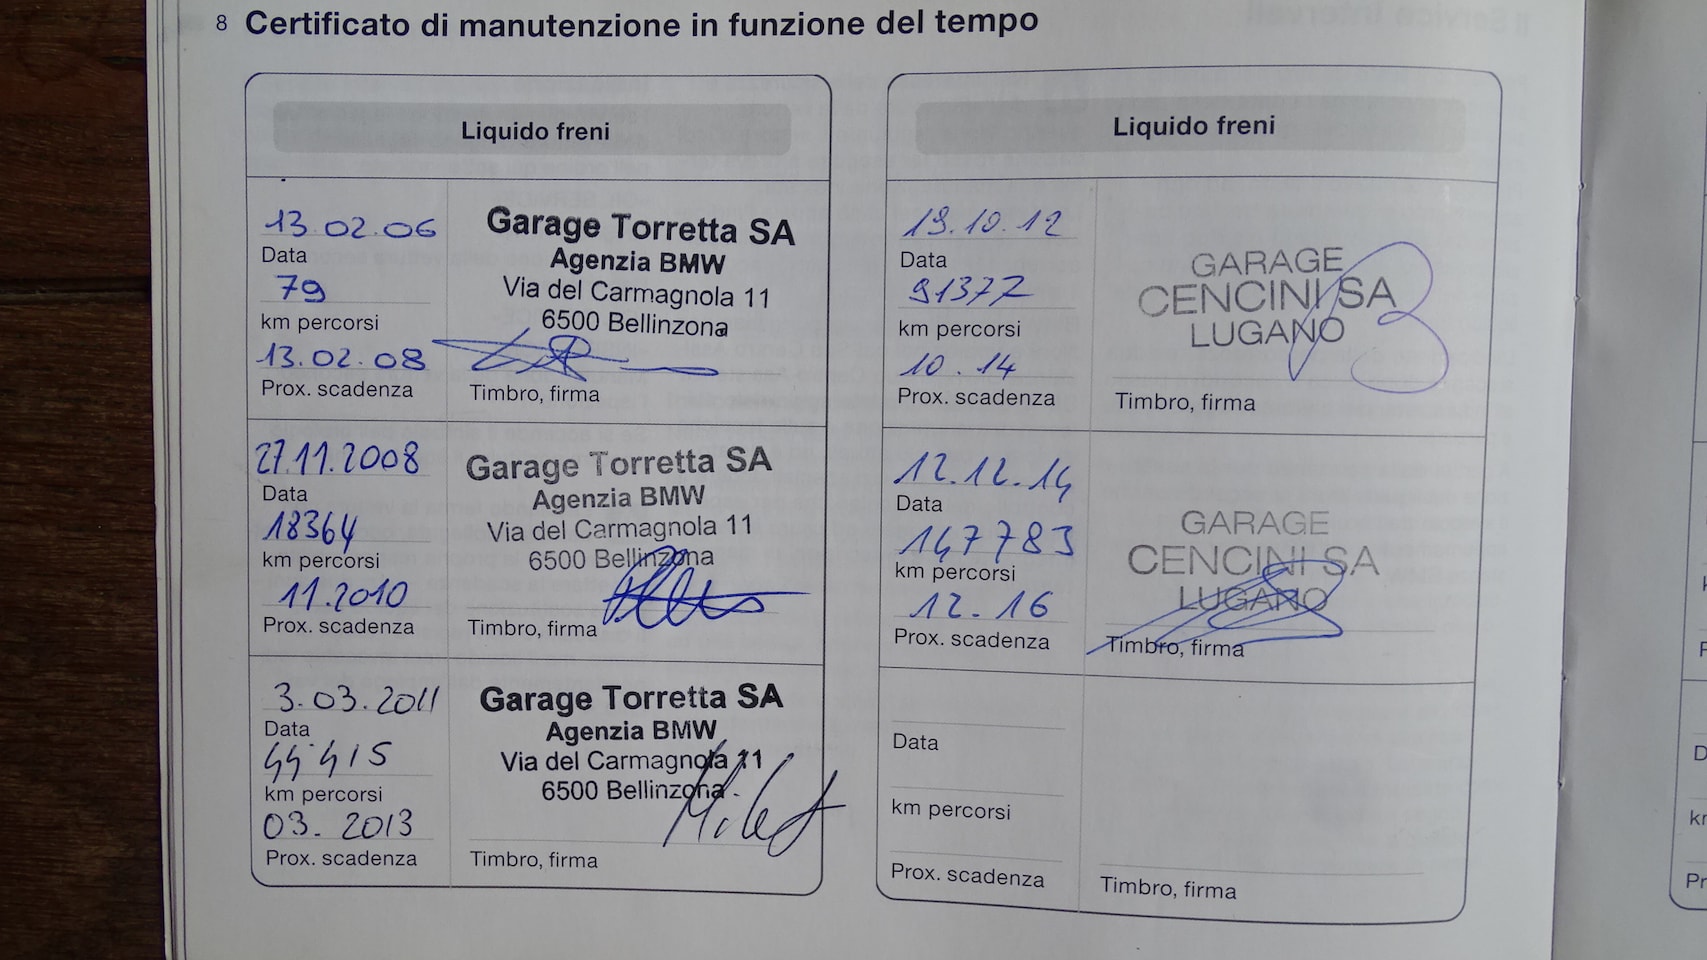 8 Certificato di manutenzione in funzione del tempo
Liquido freni
13.02.06
Data
79
km percorsi
13.02.08
Prox. scadenza
Garage Torretta SA
Agenzia BMW
Via del Carmagnola 11
6500 Bellinzona
Timbro, firma
27.11.2008
Data
18364
km percorsi
11.2010
Prox. scadenza
Garage Torretta SA
Agenzia BMW
Via del Carmagnola 11
6500 Bellinzona
Timbro, firma
3.03.2011
Data
44'415
km percorsi
03.2013
Prox. scadenza
Garage Torretta SA
Agenzia BMW
Via del Carmagnola 11
6500 Bellinzona
Timbro, firma
Liquido freni
19.10.12
Data
91377
km percorsi
10.14
Prox. scadenza
GARAGE
CENCINI SA
LUGANO
Timbro, firma
12.12.14
Data
147783
km percorsi
12.16
Prox. scadenza
GARAGE
CENCINI SA
LUGANO
Timbro, firma
Data
km percorsi
Prox. scadenza
Timbro, firma